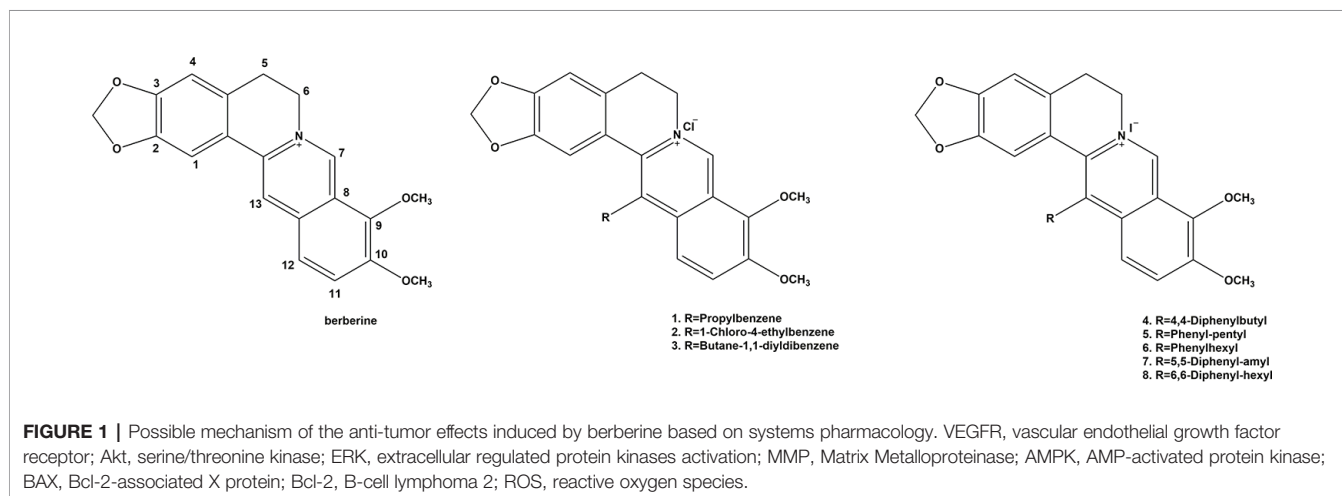 4
5
3
6
O
O
2
1
N
+
7
8
13
OCH3
9
10
12
OCH3
11
berberine
O
O
Cl−
N
+
OCH3
R
OCH3
1. R=Propylbenzene
2. R=1-Chloro-4-ethylbenzene
3. R=Butane-1,1-diyldibenzene
O
O
I−
N
+
OCH3
R
OCH3
4. R=4,4-Diphenylbutyl
5. R=Phenyl-pentyl
6. R=Phenylhexyl
7. R=5,5-Diphenyl-amyl
8. R=6,6-Diphenyl-hexyl
FIGURE 1 | Possible mechanism of the anti-tumor effects induced by berberine based on systems pharmacology. VEGFR, vascular endothelial growth factor
receptor; Akt, serine/threonine kinase; ERK, extracellular regulated protein kinases activation; MMP, Matrix Metalloproteinase; AMPK, AMP-activated protein kinase;
BAX, Bcl-2-associated X protein; Bcl-2, B-cell lymphoma 2; ROS, reactive oxygen species.